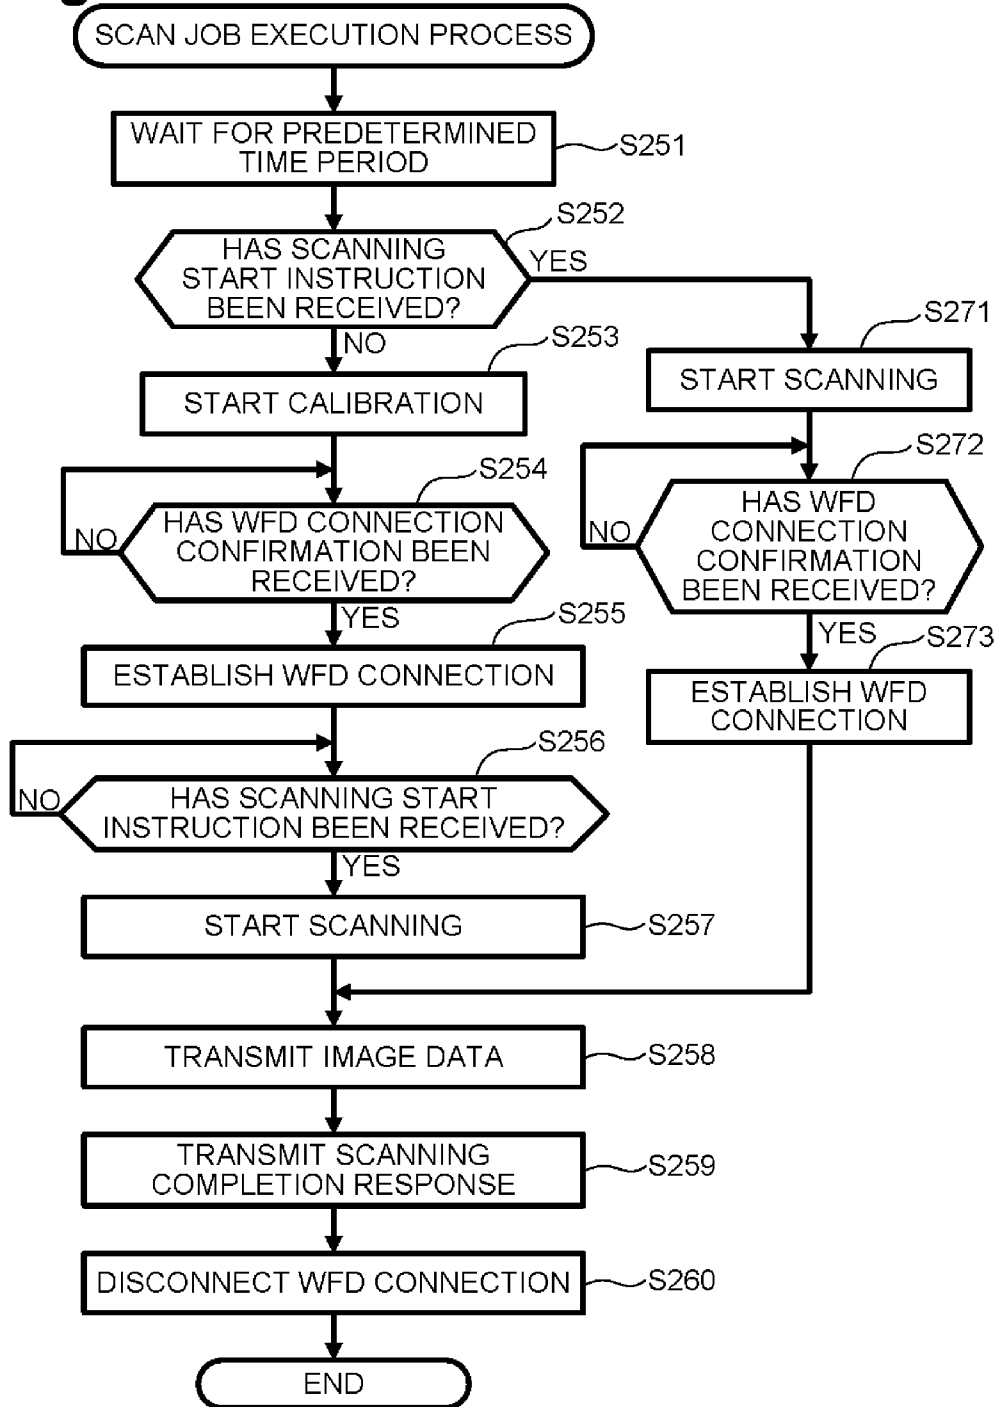 SCAN JOB EXECUTION PROCESS
WAIT FOR PREDETERMINED
TIME PERIOD
S251
HAS SCANNING
START INSTRUCTION
BEEN RECEIVED?
S252
YES
NO
S253
START CALIBRATION
S254
HAS WFD CONNECTION
CONFIRMATION BEEN
RECEIVED?
NO
YES
S255
ESTABLISH WFD CONNECTION
S256
HAS SCANNING START
INSTRUCTION BEEN RECEIVED?
NO
YES
START SCANNING
S257
S271
START SCANNING
S272
HAS WFD
CONNECTION
CONFIRMATION
BEEN RECEIVED?
NO
YES
S273
ESTABLISH WFD
CONNECTION
TRANSMIT IMAGE DATA
S258
TRANSMIT SCANNING
COMPLETION RESPONSE
S259
DISCONNECT WFD CONNECTION
S260
END